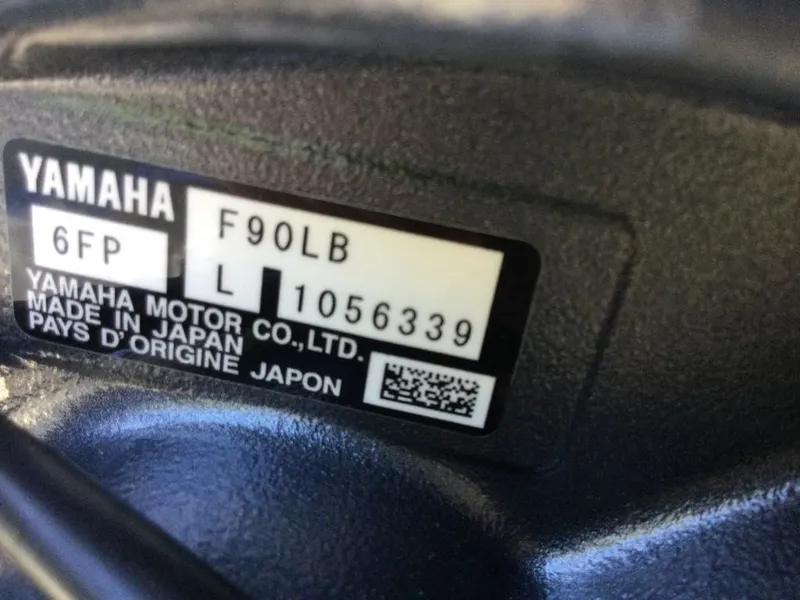 YAMAHA
F90LB
6FP
L 1056339
YAMAHA MOTOR CO.,LTD.
MADE IN JAPAN
PAYS D'ORIGINE JAPON